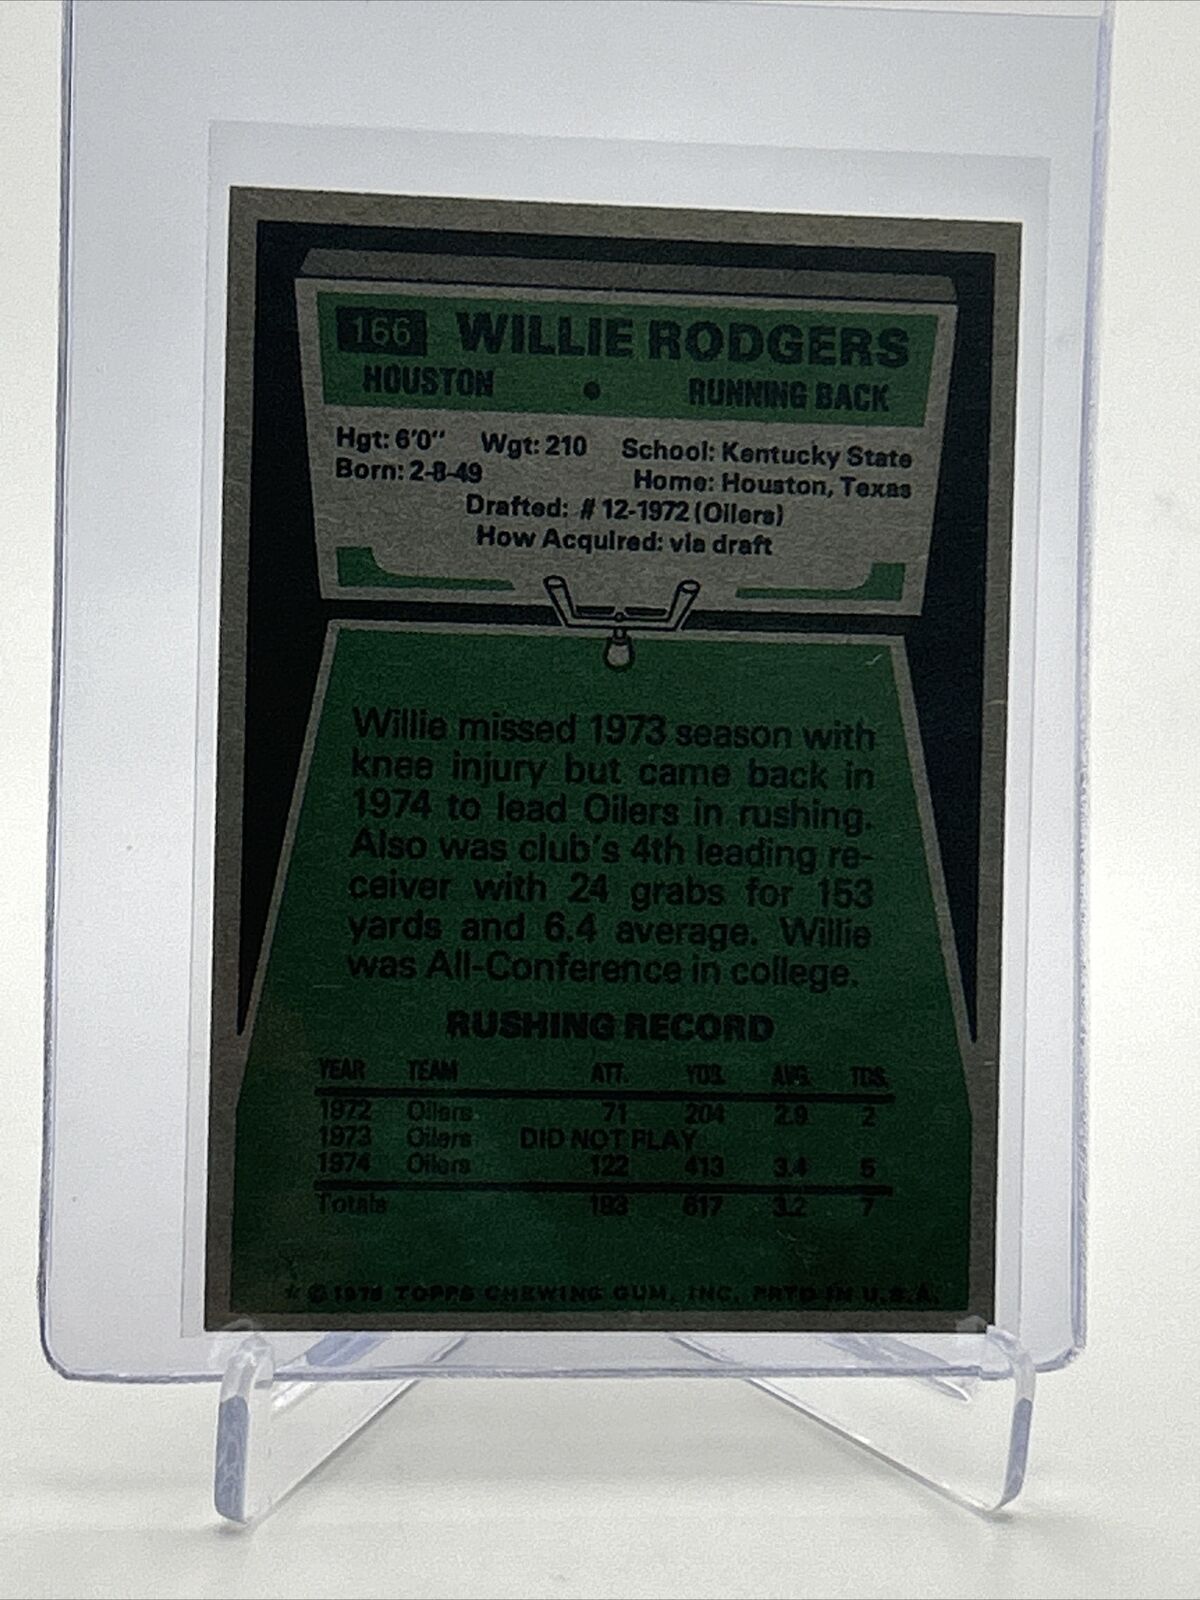 166 WILLIE RODGERS
HOUSTON • RUNNING BACK
Hgt: 6'0" Wgt: 210 School: Kentucky State
Born: 2-8-49 Home: Houston, Texas
Drafted: # 12-1972 (Oilers)
How Acquired: via draft
Willie missed 1973 season with
knee injury but came back in
1974 to lead Oilers in rushing.
Also was club's 4th leading re-
ceiver with 24 grabs for 153
yards and 6.4 average. Willie
was All-Conference in college.
RUSHING RECORD
YEAR TEAM ATT. YDS. AVG. TDS.
1972 Oilers 71 204 2.9 2
1973 Oilers DID NOT PLAY
1974 Oilers 122 413 3.4 5
Totals 193 617 3.2 7
* © 1975 TOPPS CHEWING GUM, INC. PRTD IN U.S.A.